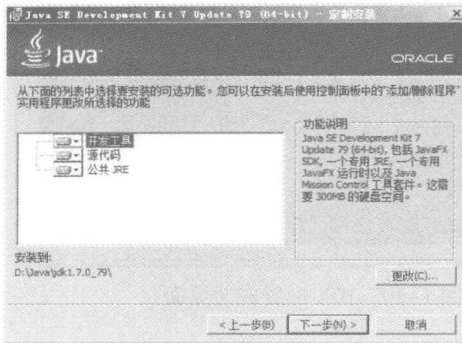 Java SE Development Kit 7 Update 79 (64-bit) - 定制安装
Java
ORACLE
从下面的列表中选择要安装的可选功能。您可以在安装后使用控制面板中的"添加/删除程序"
实用程序更改所选择的功能
开发工具
源代码
公共 JRE
功能说明
Java SE Development Kit 7
Update 79 (64-bit), 包括 JavaFX
SDK, 一个专用 JRE, 一个专用
JavaFX 运行时以及 Java
Mission Control 工具套件。这需
要 300MB 的硬盘空间。
安装到:
D:\Java\jdk1.7.0_79\
更改(C)...
< 上一步(B)
下一步(N) >
取消